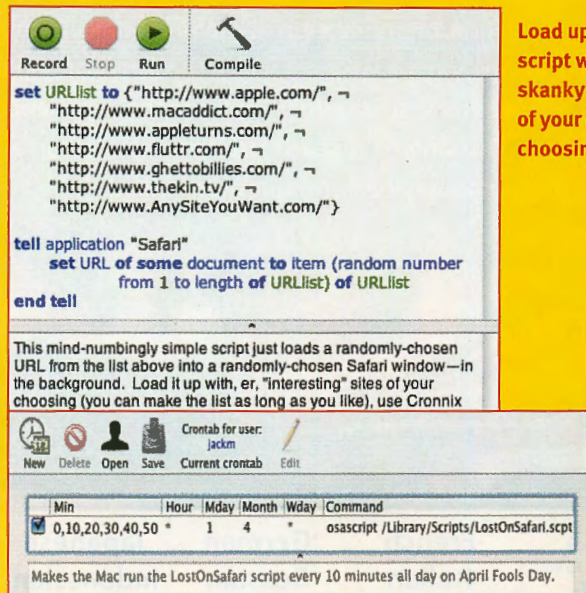 Record Stop Run Compile
set URLlist to {"http://www.apple.com/", ¬
"http://www.macaddict.com/", ¬
"http://www.appleturns.com/", ¬
"http://www.fluttr.com/", ¬
"http://www.ghettobillies.com/", ¬
"http://www.thekin.tv/", ¬
"http://www.AnySiteYouWant.com/"}
tell application "Safari"
set URL of some document to item (random number
from 1 to length of URLlist) of URLlist
end tell
This mind-numbingly simple script just loads a randomly-chosen
URL from the list above into a randomly-chosen Safari window—in
the background. Load it up with, er, "interesting" sites of your
choosing (you can make the list as long as you like), use Cronnix
Load up
script w
skanky
of your
choosin
New Delete Open Save Crontab for user: jackm Current crontab Edit
Min Hour Mday Month Wday Command
0,10,20,30,40,50 * 1 4 * osascript /Library/Scripts/LostOnSafari.scpt
Makes the Mac run the LostOnSafari script every 10 minutes all day on April Fools Day.